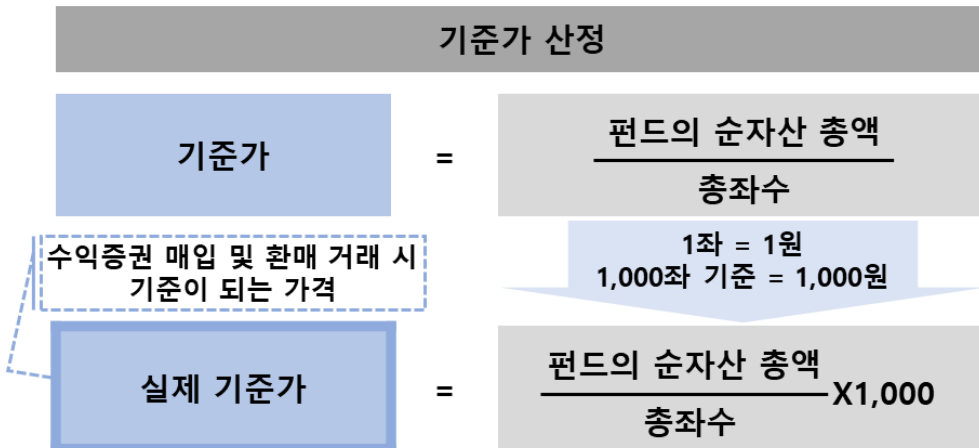 기준가 산정
기준가
=
펀드의 순자산 총액
총좌수
수익증권 매입 및 환매 거래 시
기준이 되는 가격
1좌 = 1원
1,000좌 기준 = 1,000원
실제 기준가
=
펀드의 순자산 총액
총좌수
X1,000